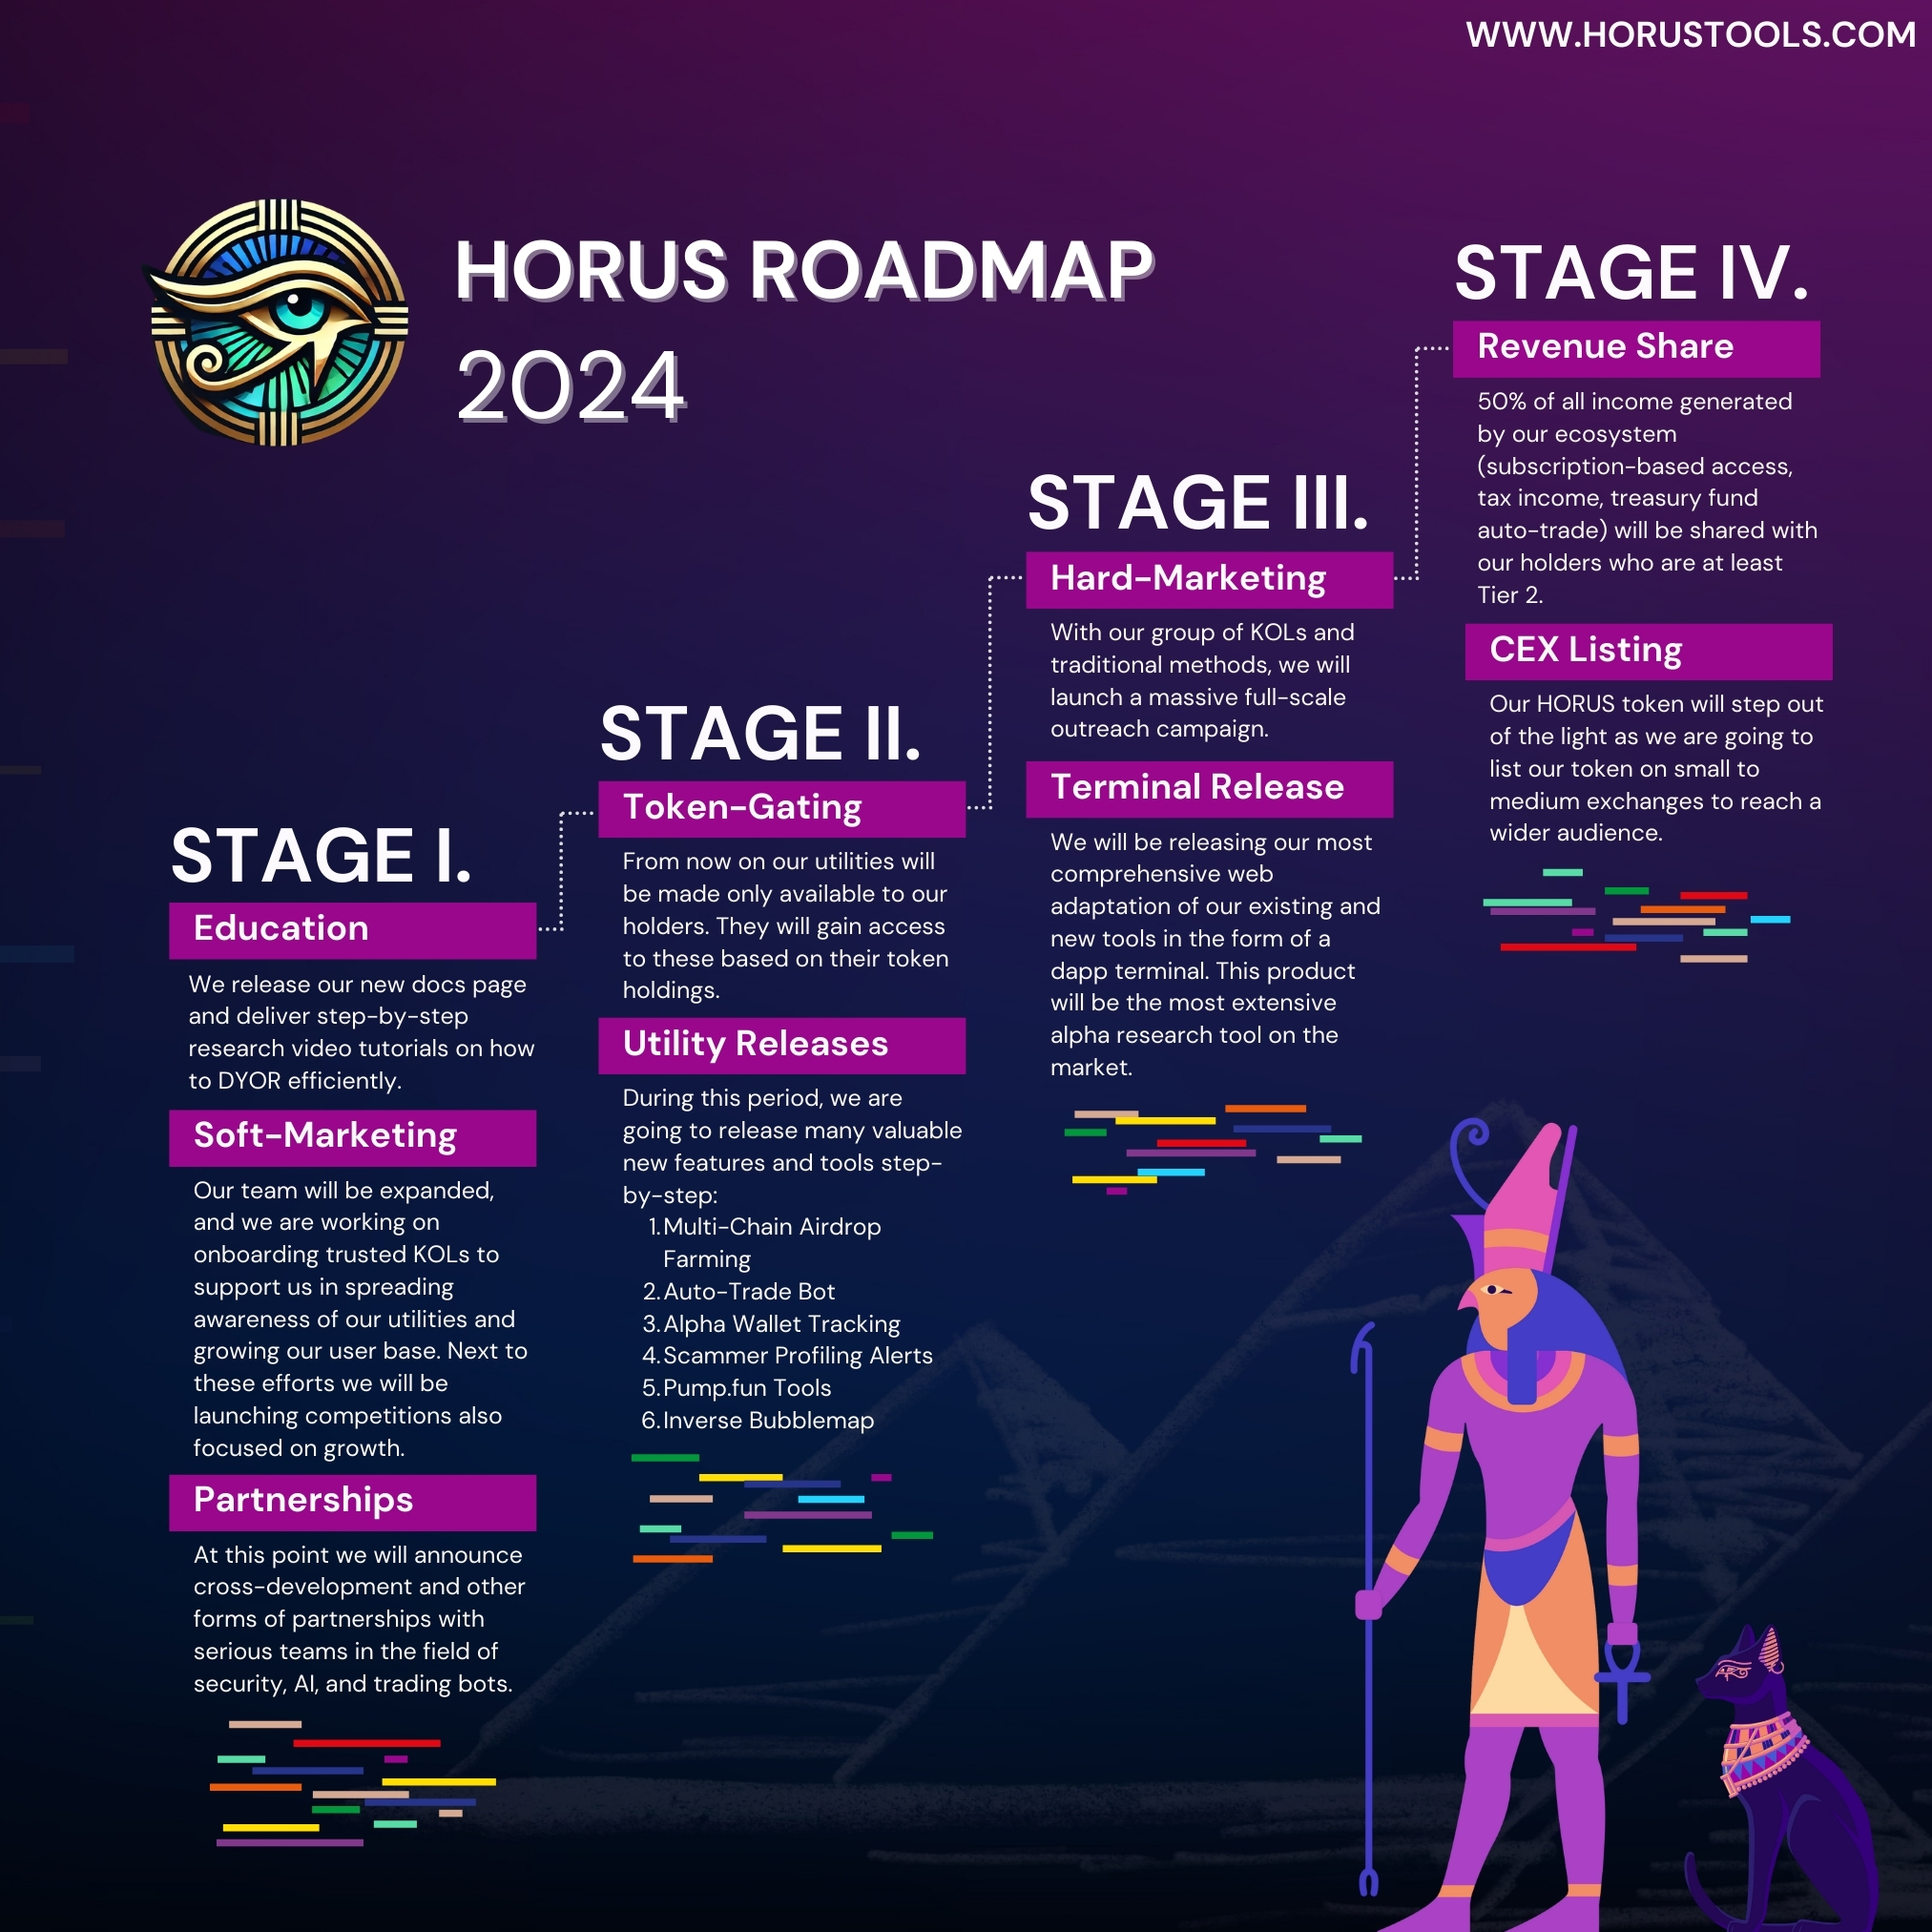 WWW.HORUSTOOLS.COM
HORUS ROADMAP
2024
STAGE I.
Education
We release our new docs page
and deliver step-by-step
research video tutorials on how
to DYOR efficiently.
Soft-Marketing
Our team will be expanded,
and we are working on
onboarding trusted KOLs to
support us in spreading
awareness of our utilities and
growing our user base. Next to
these efforts we will be
launching competitions also
focused on growth.
Partnerships
At this point we will announce
cross-development and other
forms of partnerships with
serious teams in the field of
security, AI, and trading bots.
STAGE II.
Token-Gating
From now on our utilities will
be made only available to our
holders. They will gain access
to these based on their token
holdings.
Utility Releases
During this period, we are
going to release many valuable
new features and tools step-
by-step:
1. Multi-Chain Airdrop
Farming
2. Auto-Trade Bot
3. Alpha Wallet Tracking
4. Scammer Profiling Alerts
5. Pump.fun Tools
6. Inverse Bubblemap
STAGE III.
Hard-Marketing
With our group of KOLs and
traditional methods, we will
launch a massive full-scale
outreach campaign.
Terminal Release
We will be releasing our most
comprehensive web
adaptation of our existing and
new tools in the form of a
dapp terminal. This product
will be the most extensive
alpha research tool on the
market.
STAGE IV.
Revenue Share
50% of all income generated
by our ecosystem
(subscription-based access,
tax income, treasury fund
auto-trade) will be shared with
our holders who are at least
Tier 2.
CEX Listing
Our HORUS token will step out
of the light as we are going to
list our token on small to
medium exchanges to reach a
wider audience.